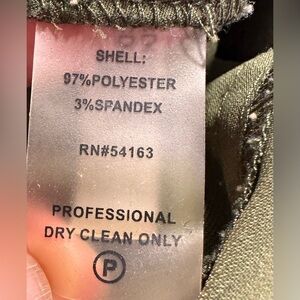 SHELL:
97%POLYESTER
3%SPANDEX
RN#54163
PROFESSIONAL
DRY CLEAN ONLY
P